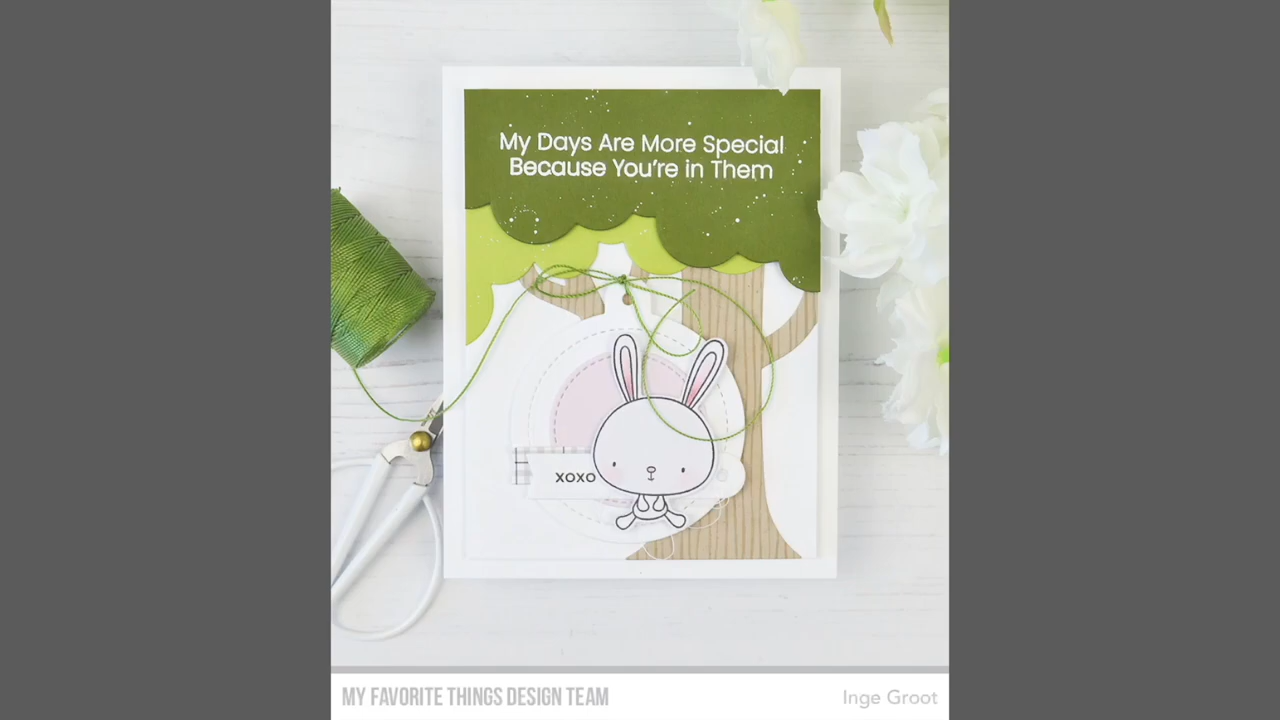 My Days Are More Special
Because You're in Them
xoxo
MY FAVORITE THINGS DESIGN TEAM
Inge Groot